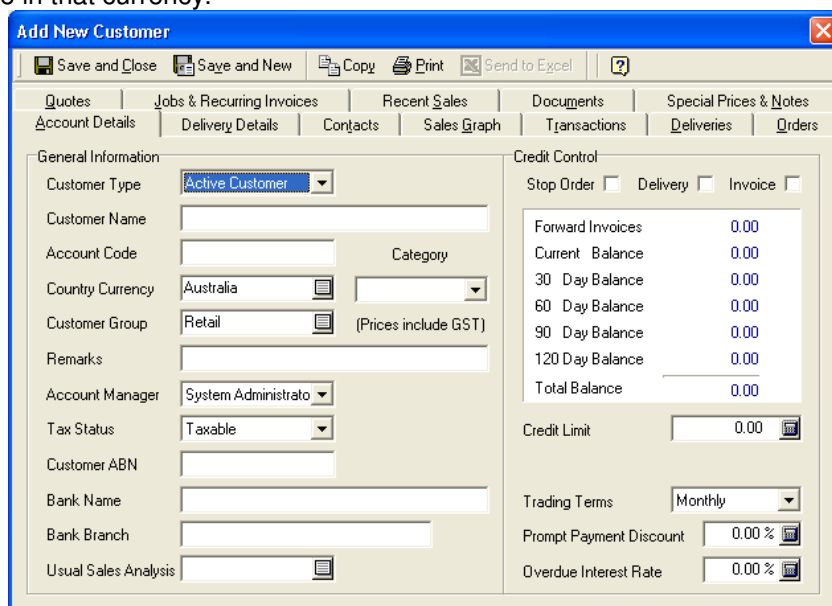 e in that currency.
Add New Customer
Save and Close Save and New Copy Print Send to Excel
Quotes Jobs & Recurring Invoices Recent Sales Documents Special Prices & Notes
Account Details Delivery Details Contacts Sales Graph Transactions Deliveries Orders
General Information Credit Control
Customer Type Active Customer Stop Order Delivery Invoice
Customer Name Forward Invoices 0.00
Account Code Category Current Balance 0.00
Country Currency Australia 30 Day Balance 0.00
60 Day Balance 0.00
Customer Group Retail (Prices include GST) 90 Day Balance 0.00
Remarks 120 Day Balance 0.00
Account Manager System Administrato Total Balance 0.00
Tax Status Taxable Credit Limit 0.00
Customer ABN
Bank Name Trading Terms Monthly
Bank Branch Prompt Payment Discount 0.00 %
Usual Sales Analysis Overdue Interest Rate 0.00 %